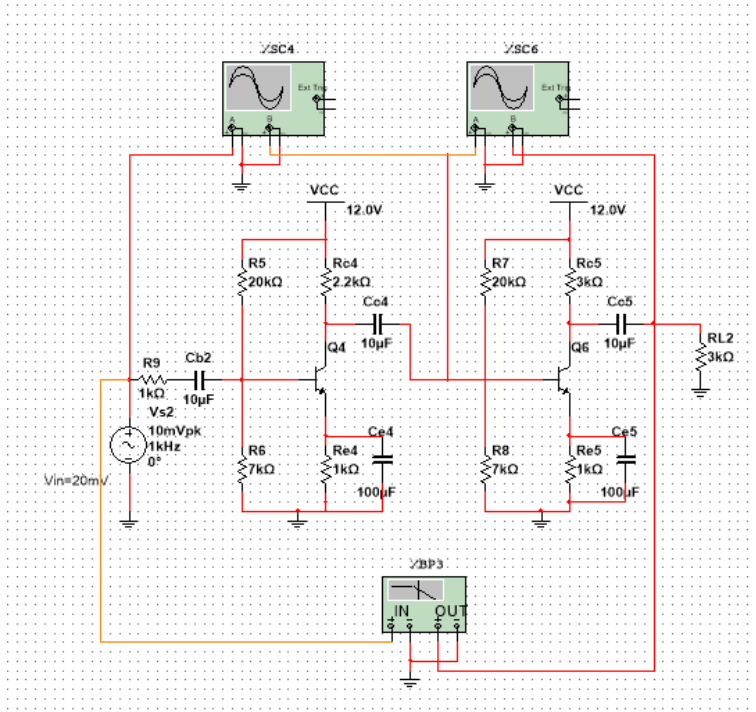 XSC4
XSC6
Ext Trig
Ext Trig
A
B
A
B
VCC
12.0V
VCC
12.0V
R5
20kΩ
Rc4
2.2kΩ
R7
20kΩ
Rc5
3kΩ
Cc4
10µF
Cc5
10µF
Q4
Q6
RL2
3kΩ
R9
1kΩ
Cb2
10µF
Vs2
10mVpk
1kHz
0°
Vin=20mV
R6
7kΩ
Re4
1kΩ
Ce4
100µF
R8
7kΩ
Re5
1kΩ
Ce5
100µF
XBP3
IN
OUT